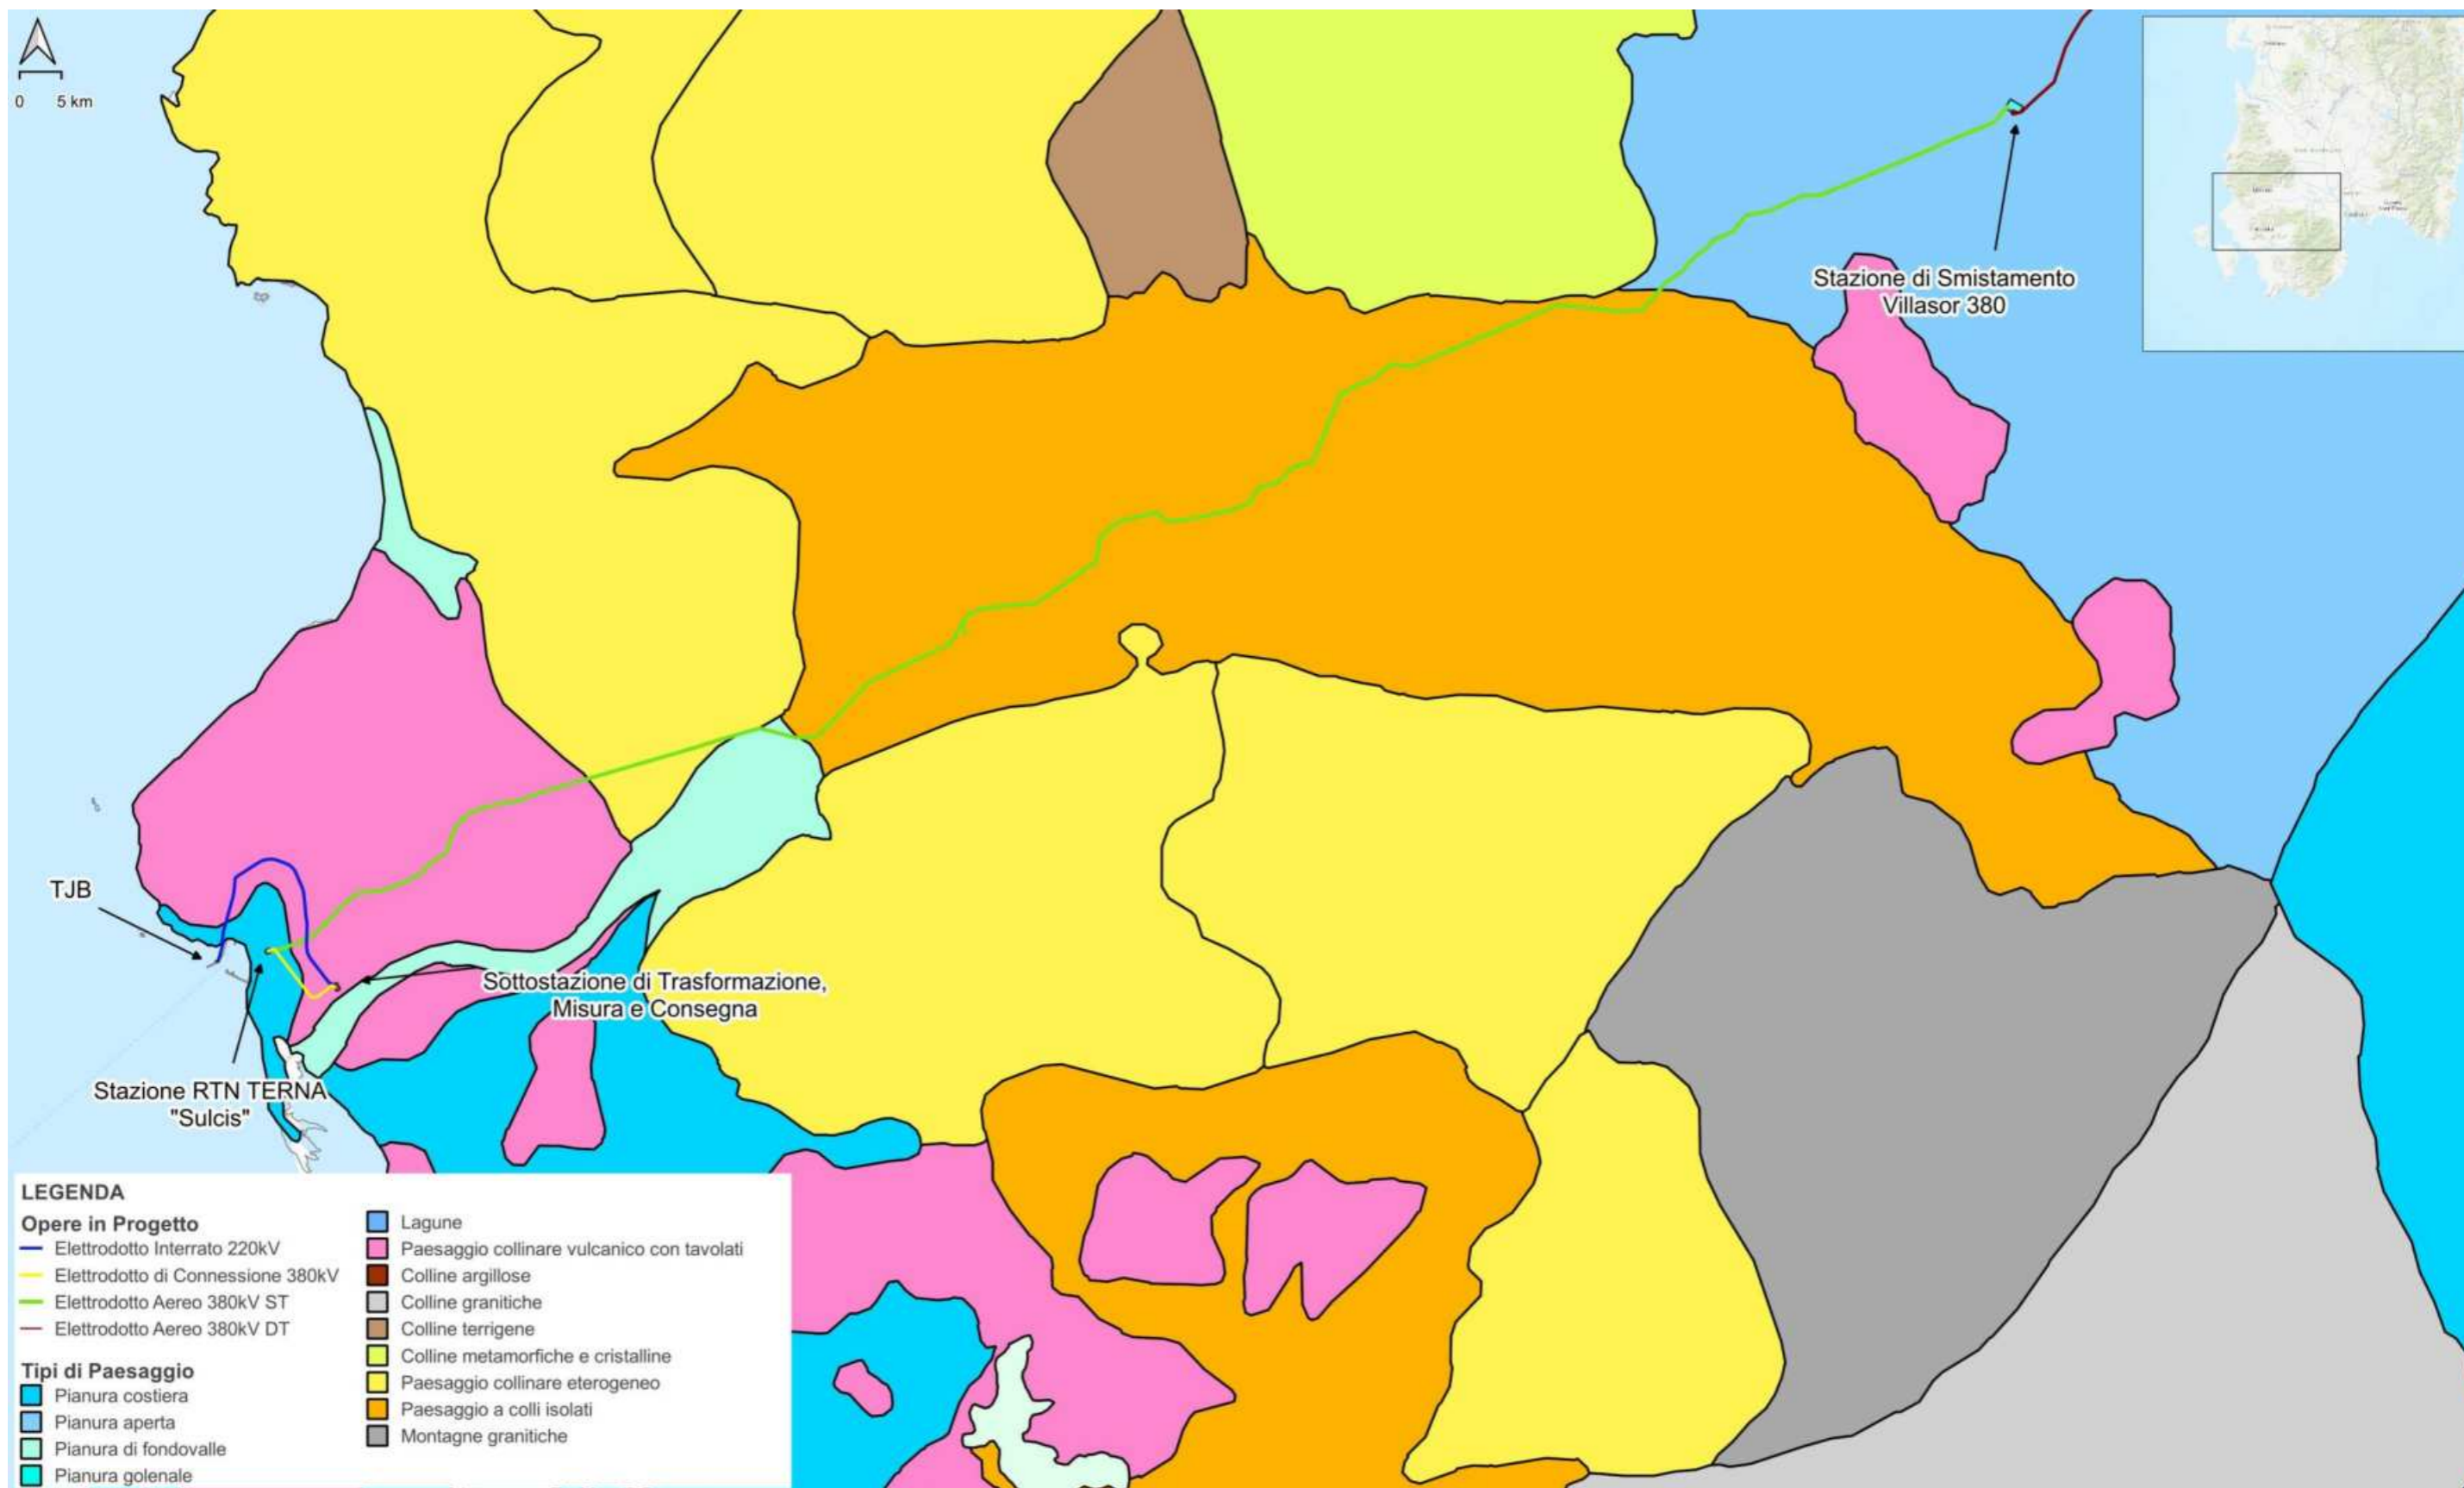 0 5 km
Stazione di Smistamento
Villasor 380
TJB
Sottostazione di Trasformazione,
Misura e Consegna
Stazione RTN TERNA
"Sulcis"
LEGENDA
Opere in Progetto
Elettrodotto Interrato 220kV
Elettrodotto di Connessione 380kV
Elettrodotto Aereo 380kV ST
Elettrodotto Aereo 380kV DT
Tipi di Paesaggio
Pianura costiera
Pianura aperta
Pianura di fondovalle
Pianura golenale
Lagune
Paesaggio collinare vulcanico con tavolati
Colline argillose
Colline granitiche
Colline terrigene
Colline metamorfiche e cristalline
Paesaggio collinare eterogeneo
Paesaggio a colli isolati
Montagne granitiche